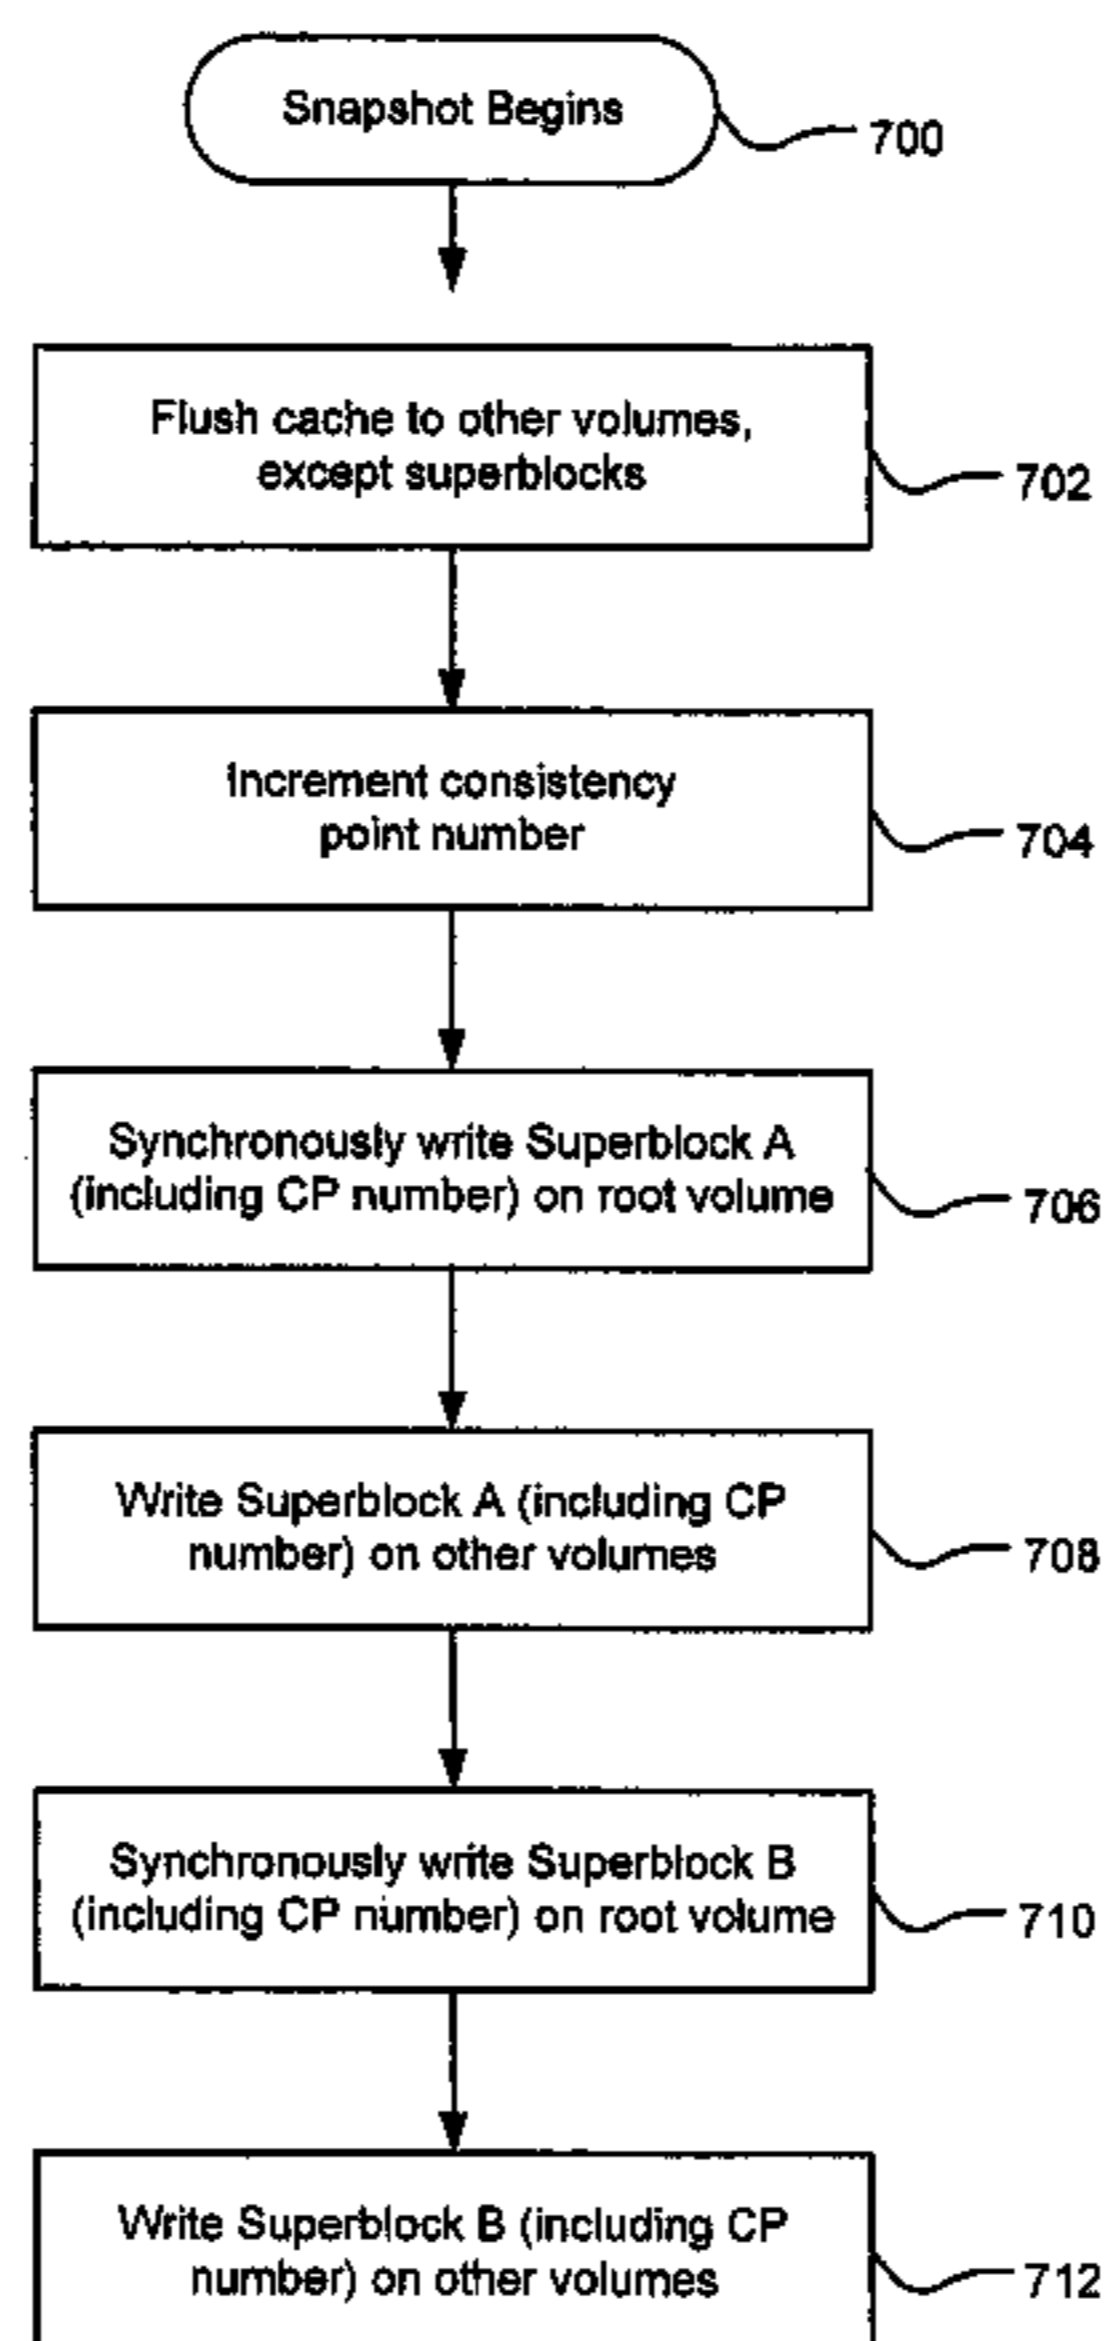 Snapshot Begins
700
Flush cache to other volumes,
except superblocks
702
Increment consistency
point number
704
Synchronously write Superblock A
(including CP number) on root volume
706
Write Superblock A (including CP
number) on other volumes
708
Synchronously write Superblock B
(including CP number) on root volume
710
Write Superblock B (including CP
number) on other volumes
712